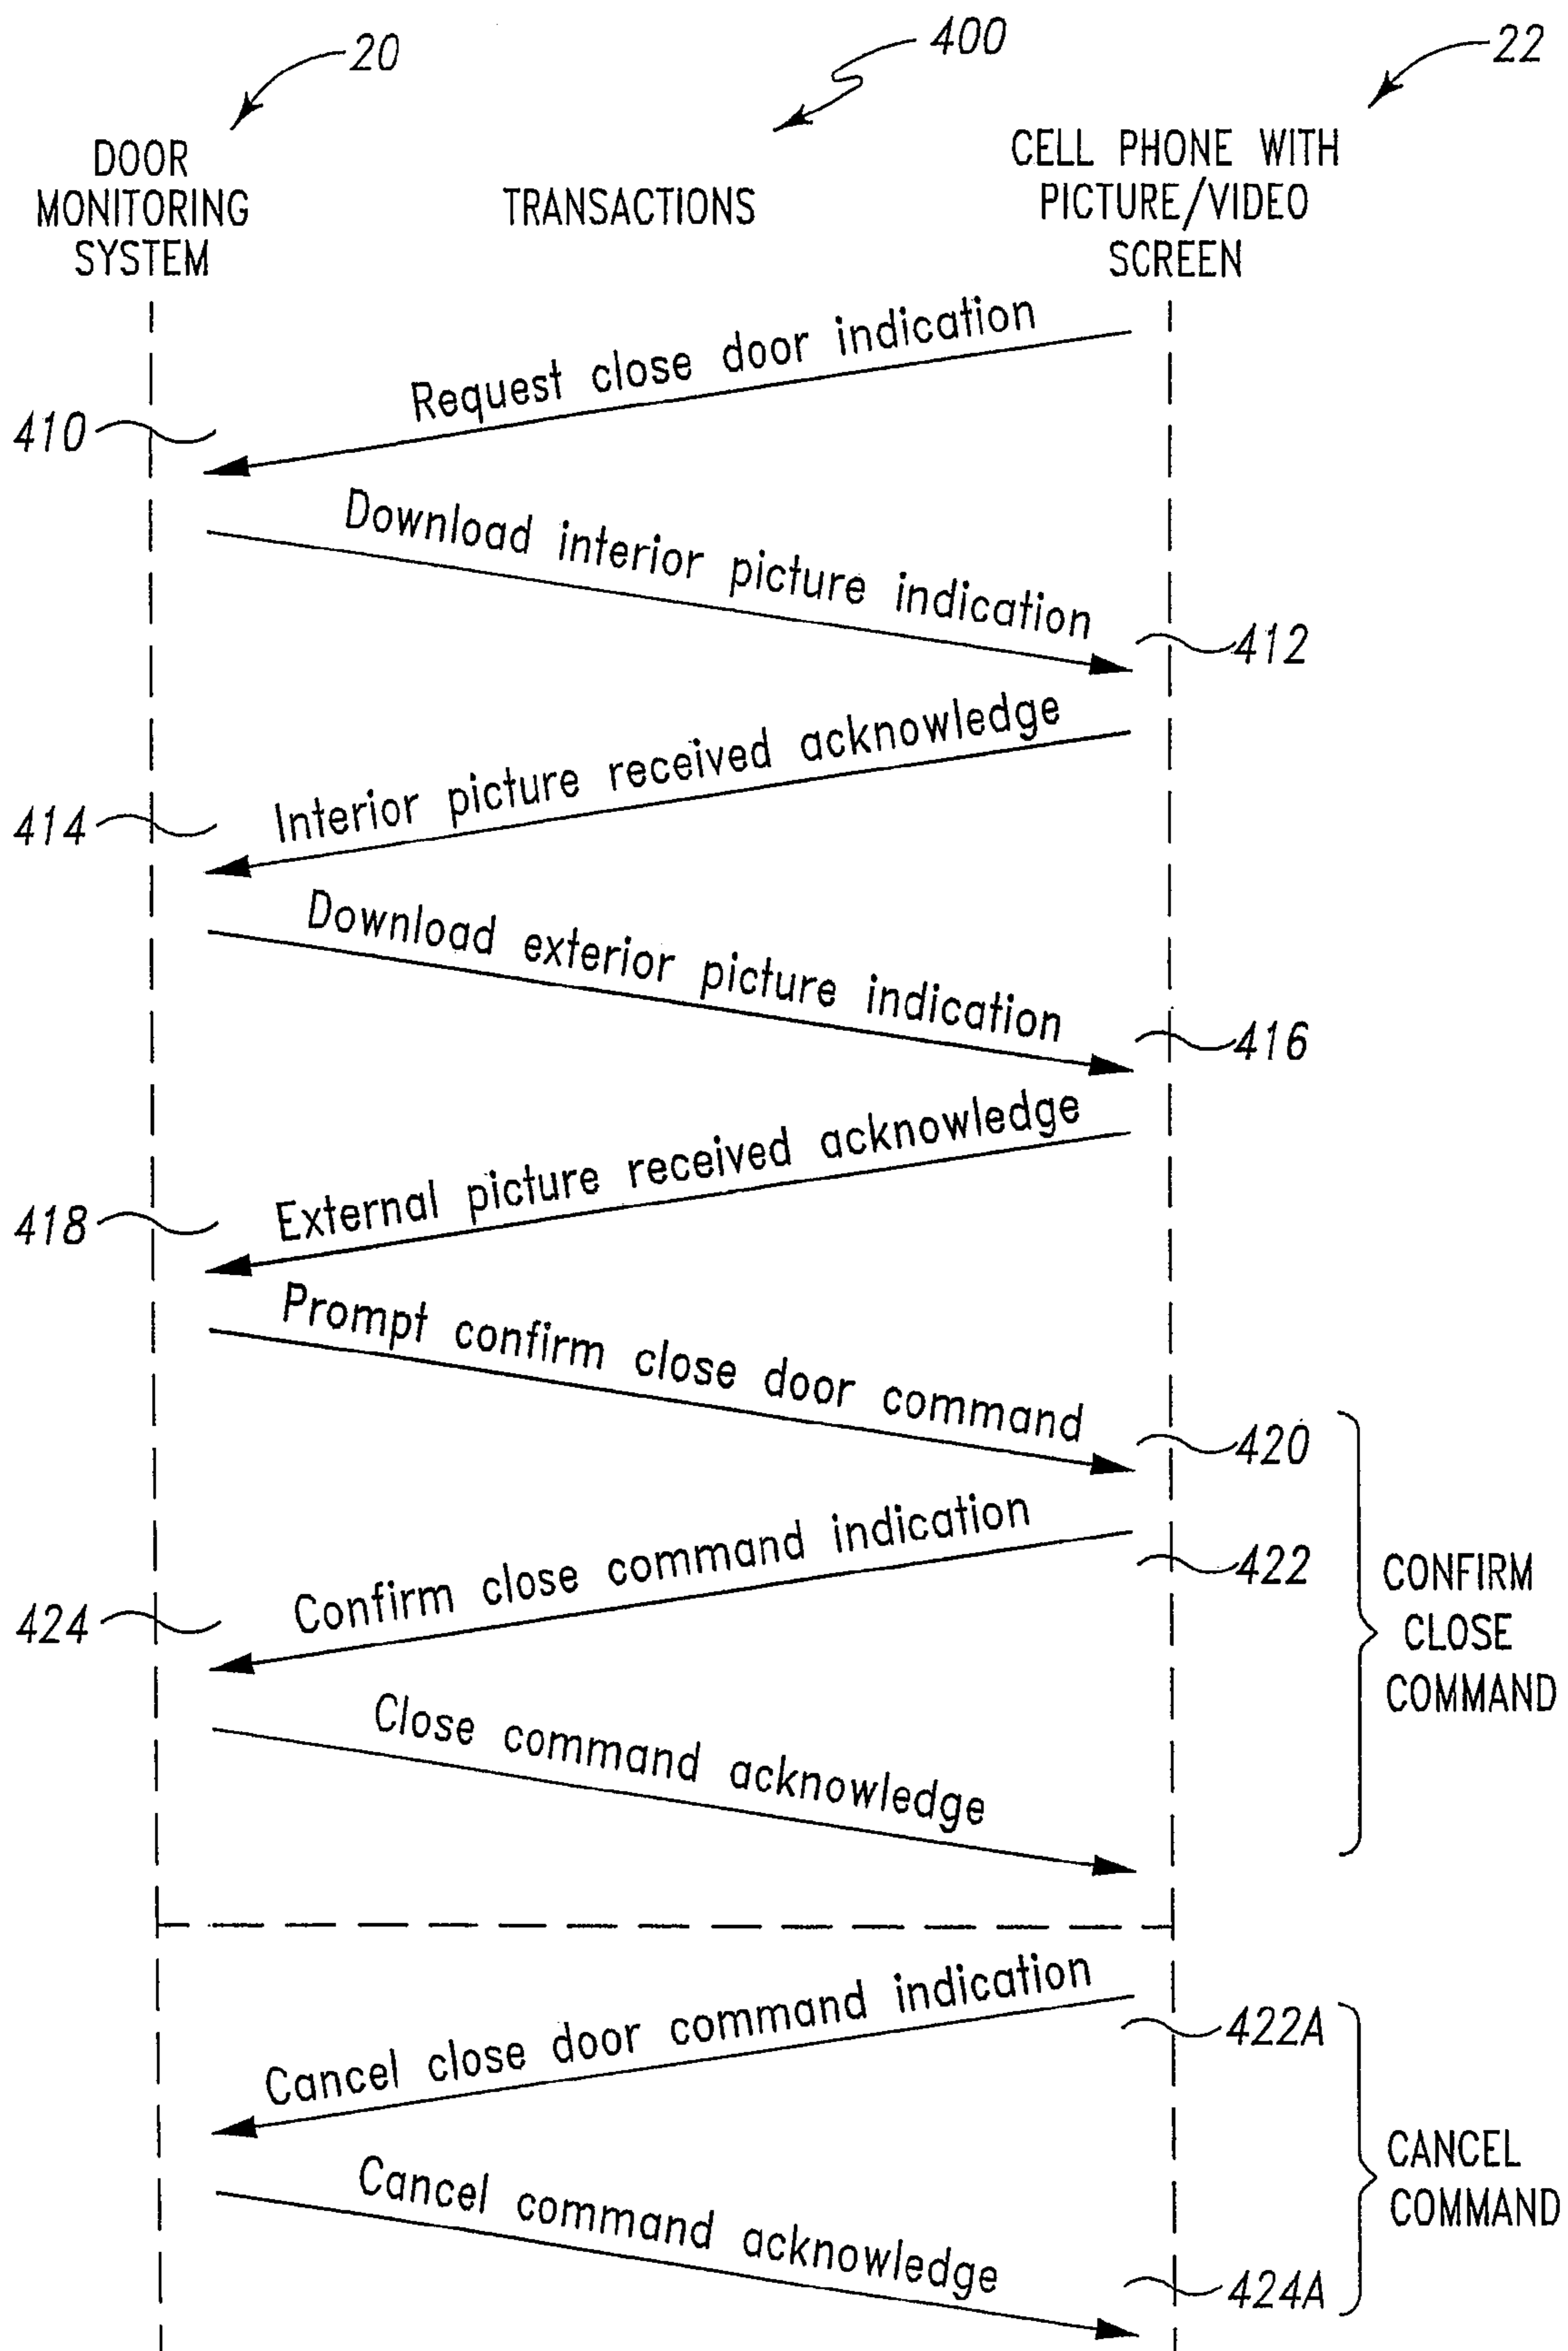 20
400
22
DOOR
MONITORING
SYSTEM
TRANSACTIONS
CELL PHONE WITH
PICTURE/VIDEO
SCREEN
Request close door indication
410
Download interior picture indication
412
Interior picture received acknowledge
414
Download exterior picture indication
416
External picture received acknowledge
418
Prompt confirm close door command
420
Confirm close command indication
422
424
CONFIRM
CLOSE
COMMAND
Close command acknowledge
Cancel close door command indication
422A
CANCEL
COMMAND
Cancel command acknowledge
424A